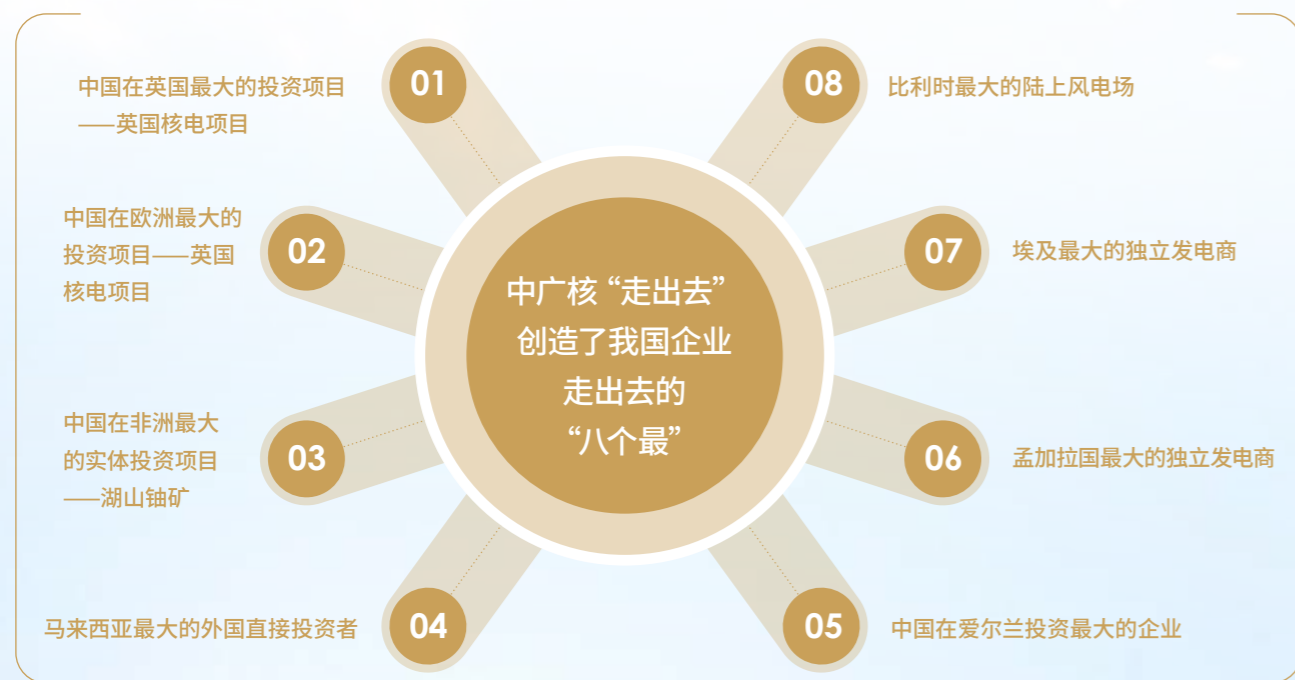 中广核“走出去”
创造了我国企业
走出去的
“八个最”
01
中国在英国最大的投资项目
——英国核电项目
02
中国在欧洲最大的
投资项目——英国
核电项目
03
中国在非洲最大
的实体投资项目
——湖山铀矿
04
马来西亚最大的外国直接投资者
05
中国在爱尔兰投资最大的企业
06
孟加拉国最大的独立发电商
07
埃及最大的独立发电商
08
比利时最大的陆上风电场